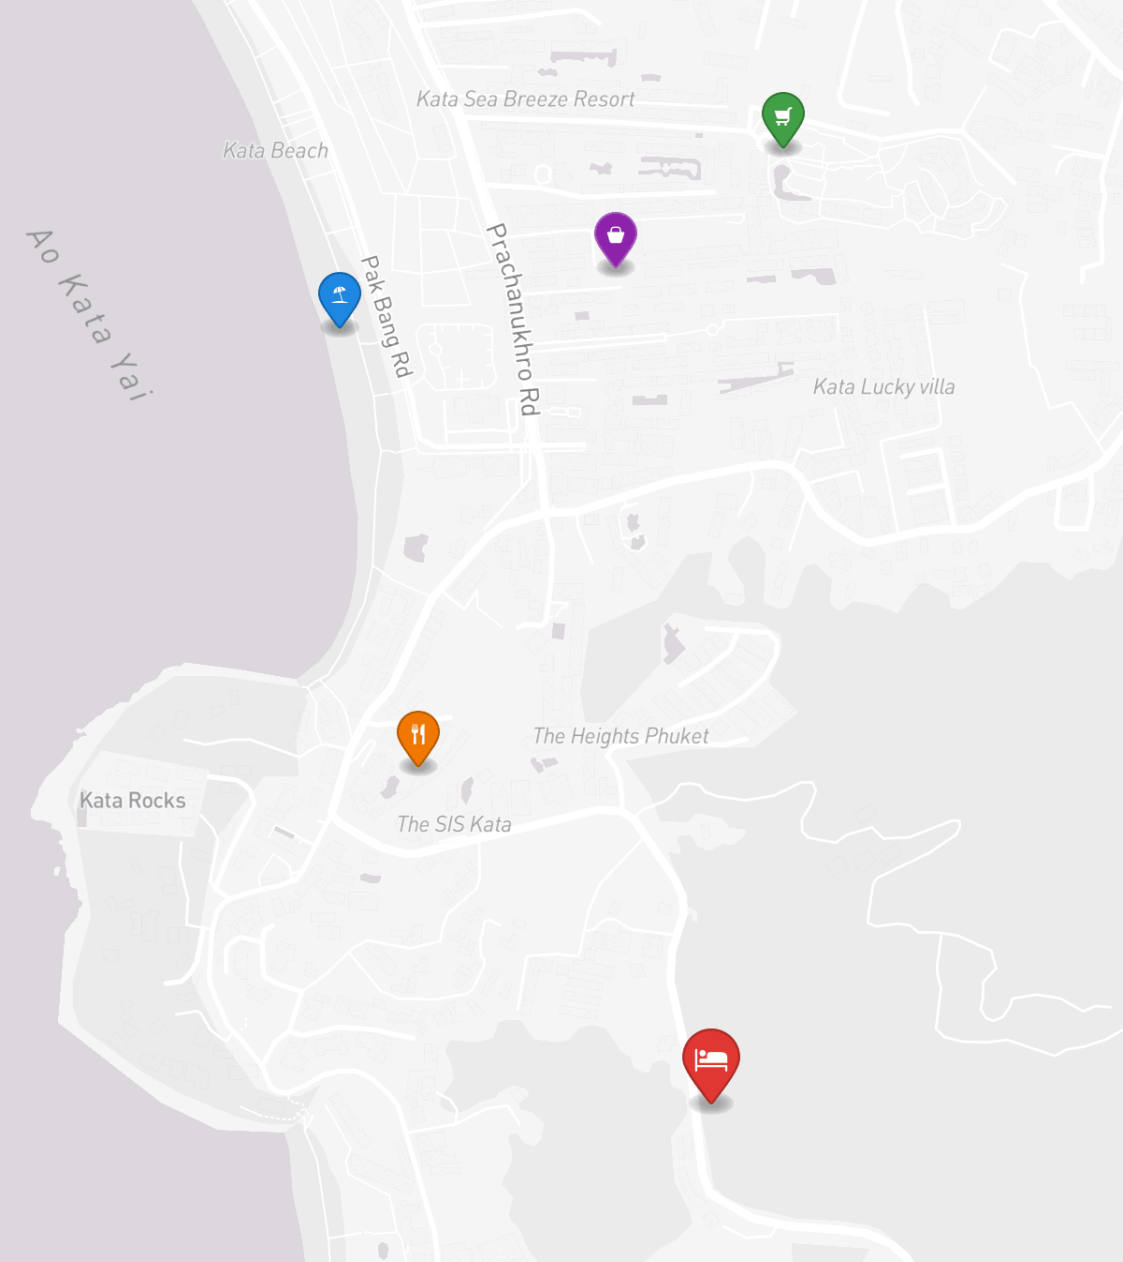 Kata Sea Breeze Resort
Kata Beach
Ao Kata Yai
Pak Bang Rd
Prachanukhro Rd
Kata Lucky villa
The Heights Phuket
Kata Rocks
The SIS Kata